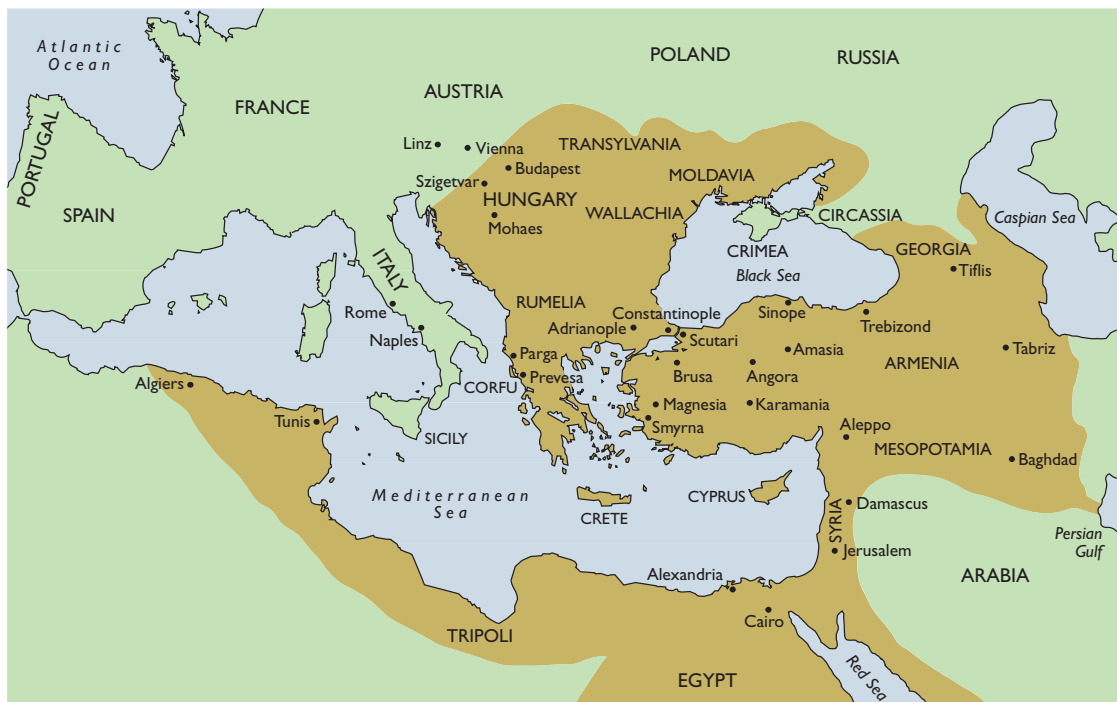 Atlantic
Ocean
POLAND
RUSSIA
FRANCE
AUSTRIA
PORTUGAL
Linz
Vienna
TRANSYLVANIA
Budapest
Szigetvar
MOLDAVIA
HUNGARY
SPAIN
WALLACHIA
CIRCASSIA
Caspian Sea
Mohaes
ITALY
CRIMEA
GEORGIA
Black Sea
Tiflis
Rome
RUMELIA
Constantinople
Sinope
Adrianople
Trebizond
Naples
Scutari
Parga
Amasia
Tabriz
ARMENIA
Brusa
Angora
Algiers
CORFU
Prevesa
Magnesia
Karamania
Tunis
Smyrna
Aleppo
SICILY
MESOPOTAMIA
Baghdad
Mediterranean
Sea
CYPRUS
Damascus
CRETE
SYRIA
Persian
Gulf
Jerusalem
Alexandria
ARABIA
Cairo
TRIPOLI
EGYPT
Red Sea